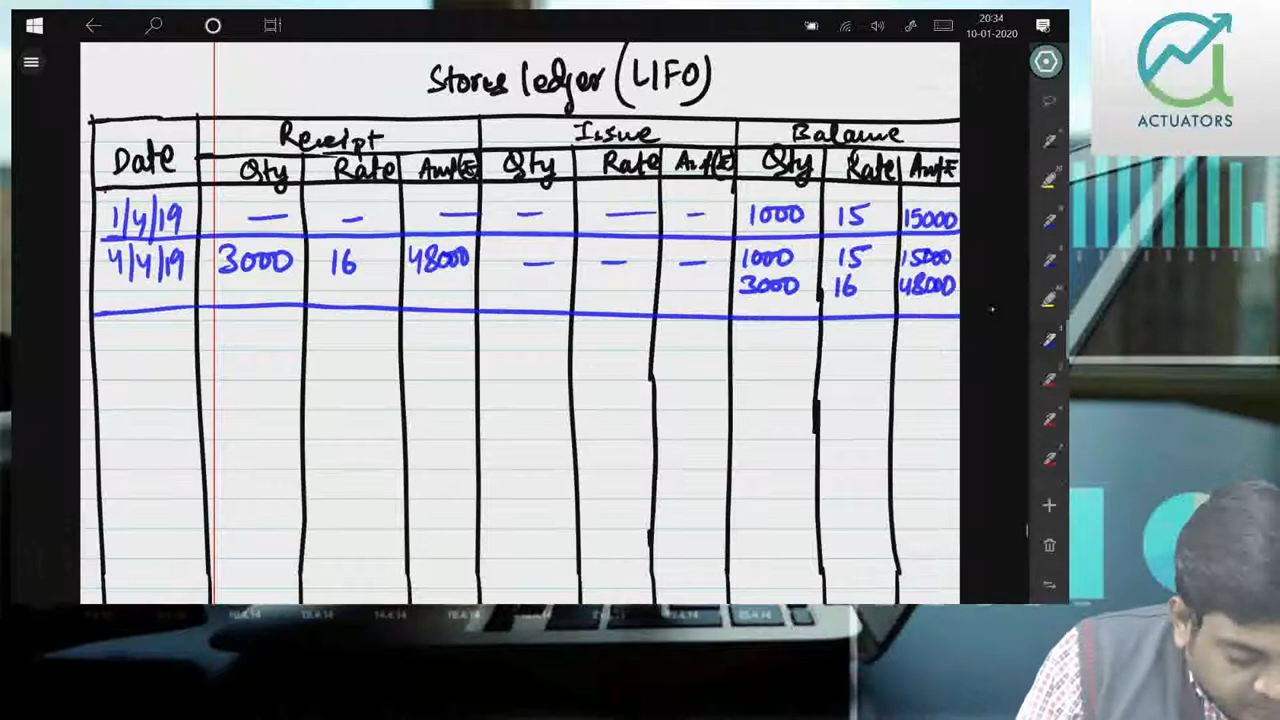 20:34
10-01-2020
ACTUATORS
Stores ledger (LIFO)
Date Receipt Issue Balance
Qty Rate Amt(₹) Qty Rate Amt(₹) Qty Rate Amt₹
1/4/19 — — — — — — 1000 15 15000
4/4/19 3000 16 48000 — — — 1000 15 15000
3000 16 48000